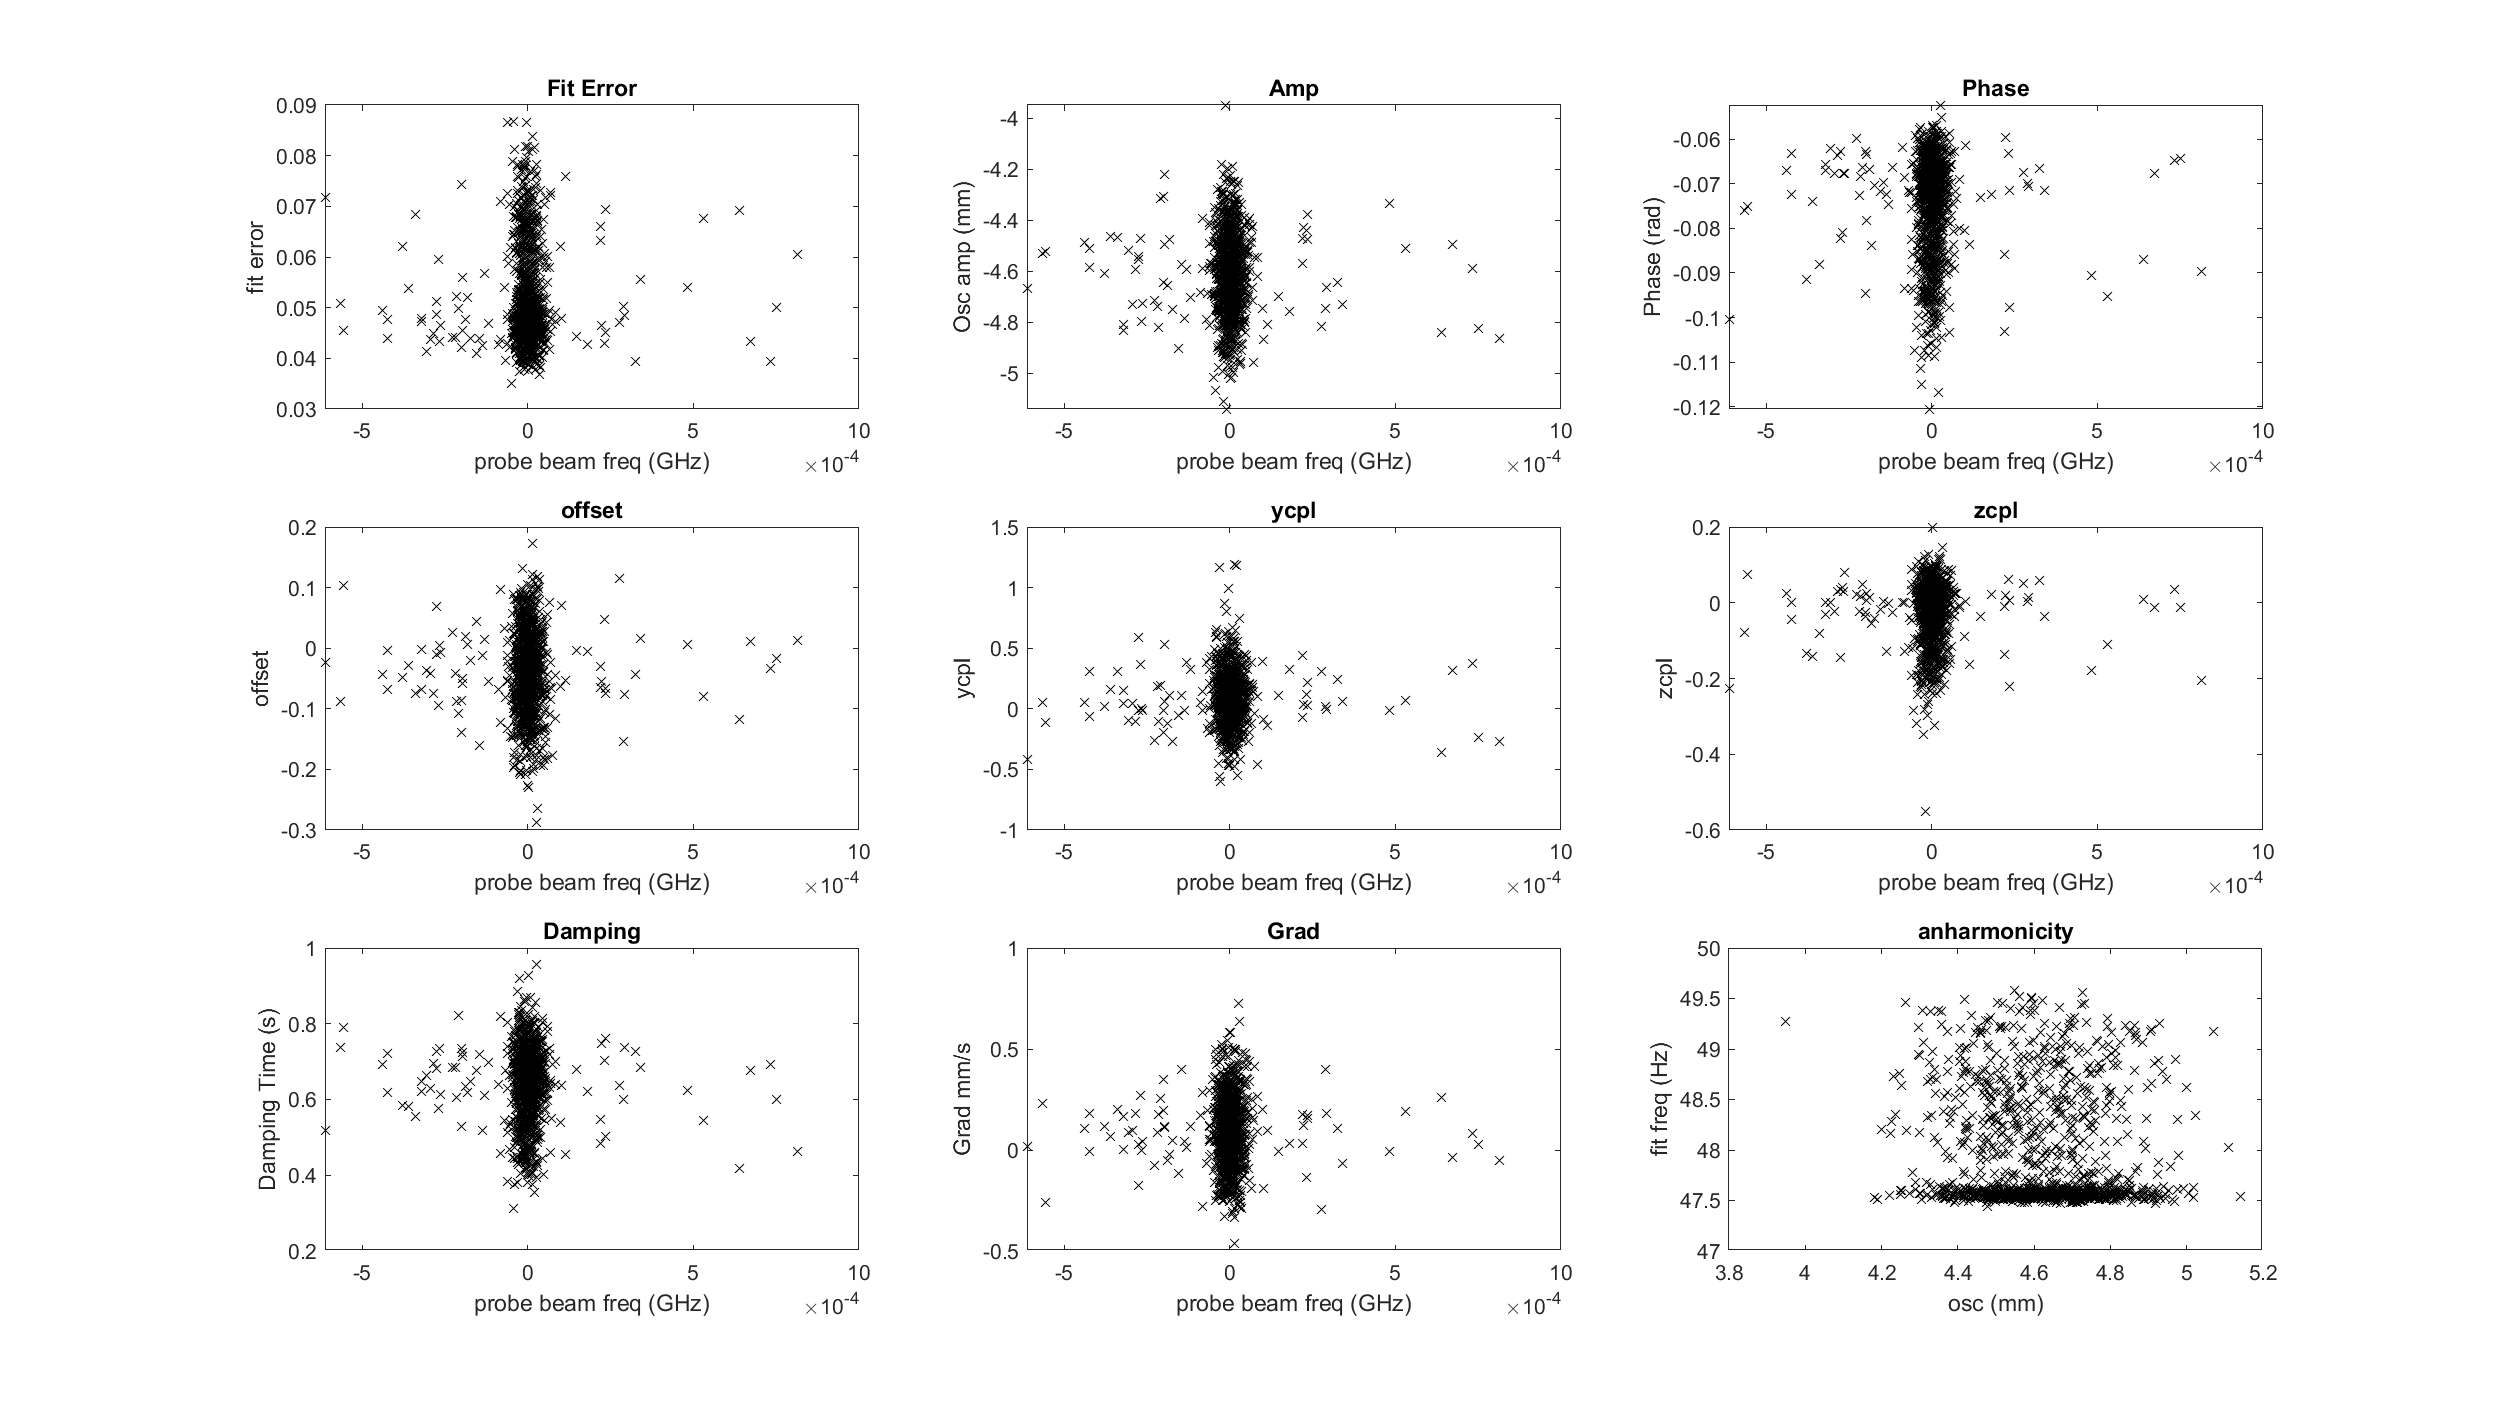 Fit Error
0.09
0.08
0.07
0.06
0.05
0.04
0.03
fit error
-5 0 5 10
probe beam freq (GHz) ×10-4
Amp
-4
-4.2
-4.4
-4.6
-4.8
-5
Osc amp (mm)
-5 0 5 10
probe beam freq (GHz) ×10-4
Phase
-0.06
-0.07
-0.08
-0.09
-0.1
-0.11
-0.12
Phase (rad)
-5 0 5 10
probe beam freq (GHz) ×10-4
offset
0.2
0.1
0
-0.1
-0.2
-0.3
offset
-5 0 5 10
probe beam freq (GHz) ×10-4
ycpl
1.5
1
0.5
0
-0.5
-1
ycpl
-5 0 5 10
probe beam freq (GHz) ×10-4
zcpl
0.2
0
-0.2
-0.4
-0.6
zcpl
-5 0 5 10
probe beam freq (GHz) ×10-4
Damping
1
0.8
0.6
0.4
0.2
Damping Time (s)
-5 0 5 10
probe beam freq (GHz) ×10-4
Grad
1
0.5
0
-0.5
Grad mm/s
-5 0 5 10
probe beam freq (GHz) ×10-4
anharmonicity
50
49.5
49
48.5
48
47.5
47
fit freq (Hz)
3.8 4 4.2 4.4 4.6 4.8 5 5.2
osc (mm)